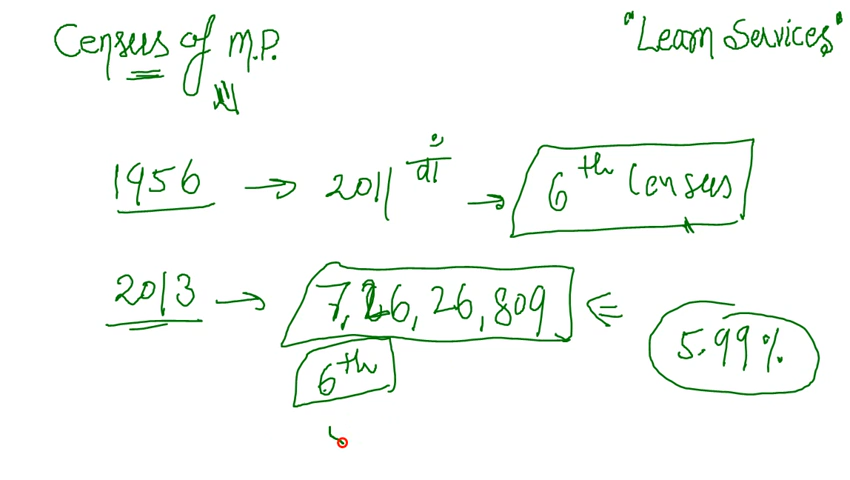 Census of M.P.
"Learn Services"
1956 → 2011 → 6th Census
2013 → 7,26,26,809
5.99%
6th